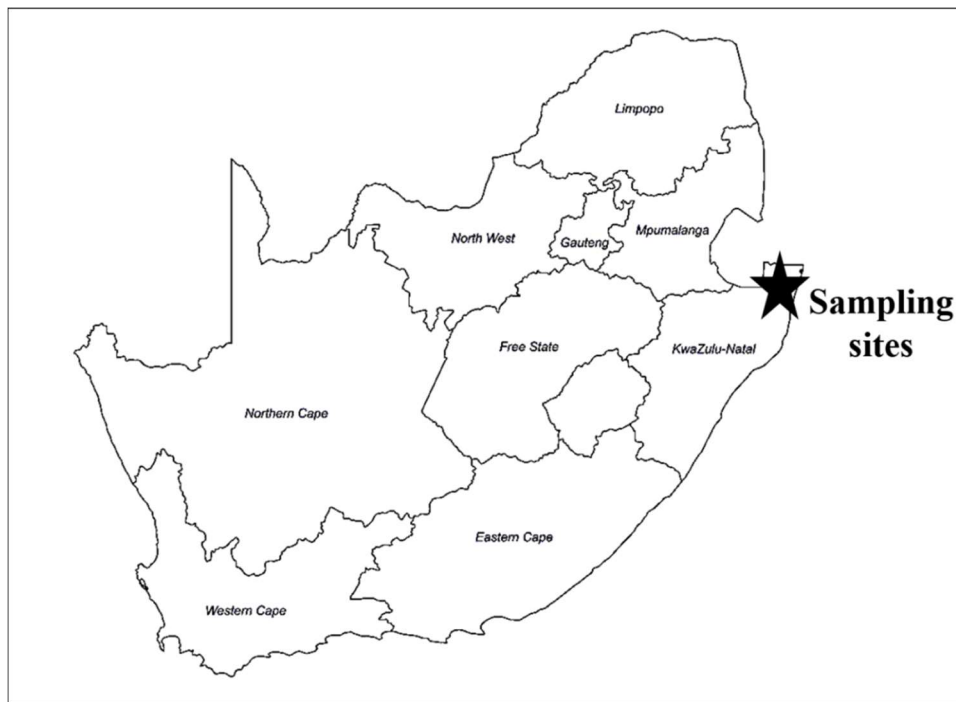 Limpopo
North West
Gauteng
Mpumalanga
Sampling
sites
Free State
KwaZulu-Natal
Northern Cape
Eastern Cape
Western Cape